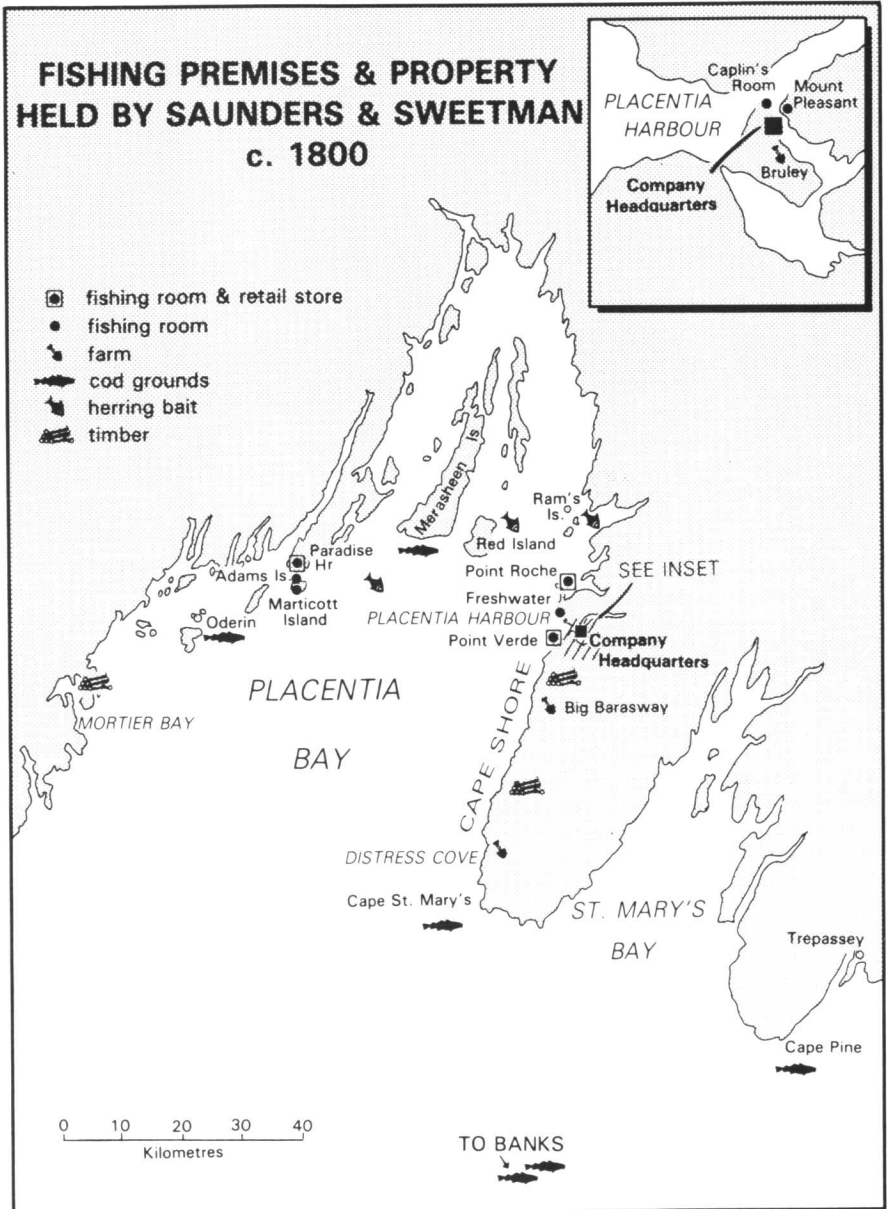 FISHING PREMISES & PROPERTY
HELD BY SAUNDERS & SWEETMAN
c. 1800
Caplin's
Room
Mount
Pleasant
PLACENTIA
HARBOUR
Bruley
Company
Headquarters
fishing room & retail store
fishing room
farm
cod grounds
herring bait
timber
Merasheen Is
Ram's
Is.
Red Island
Paradise
Hr
Adams Is.
Marticott
Island
Point Roche
SEE INSET
Freshwater
PLACENTIA HARBOUR
Oderin
Point Verde
Company
Headquarters
MORTIER BAY
PLACENTIA
BAY
Big Barasway
CAPE SHORE
DISTRESS COVE
Cape St. Mary's
ST. MARY'S
BAY
Trepassey
Cape Pine
0 10 20 30 40
Kilometres
TO BANKS